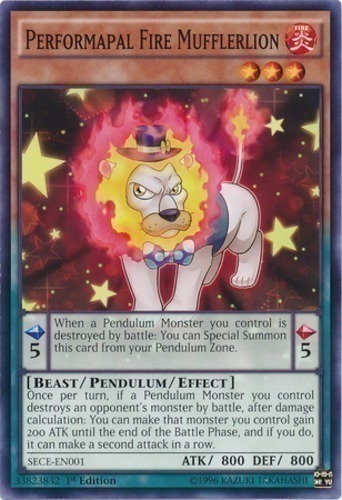 PERFORMAPAL FIRE MUFFLERLION
FIRE
炎
When a Pendulum Monster you control is
destroyed by battle: You can Special Summon
this card from your Pendulum Zone.
5
5
[BEAST/PENDULUM/EFFECT]
Once per turn, if a Pendulum Monster you control
destroys an opponent's monster by battle, after damage
calculation: You can make that monster you control gain
200 ATK until the end of the Battle Phase, and if you do,
it can make a second attack in a row.
SECE-EN001
ATK/ 800 DEF/ 800
33823832
1st Edition
©1996 KAZUKI TAKAHASHI